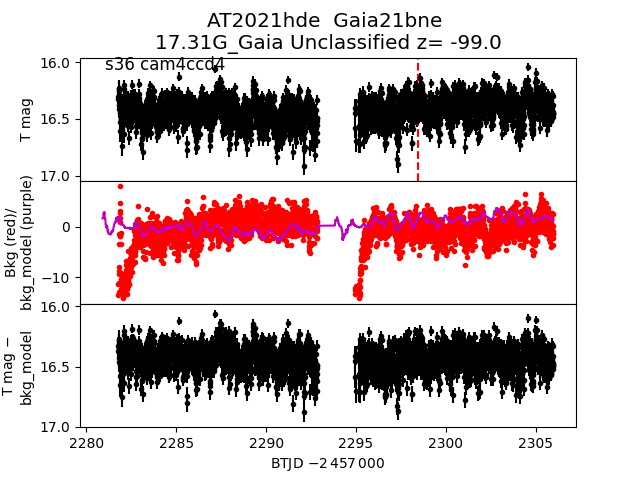 AT2021hde  Gaia21bne
17.31G_Gaia Unclassified z= -99.0
s36 cam4ccd4
16.0
16.5
17.0
T mag
0
−10
Bkg (red)/
bkg_model (purple)
16.0
16.5
17.0
T mag −
bkg_model
2280 2285 2290 2295 2300 2305
BTJD −2 457 000